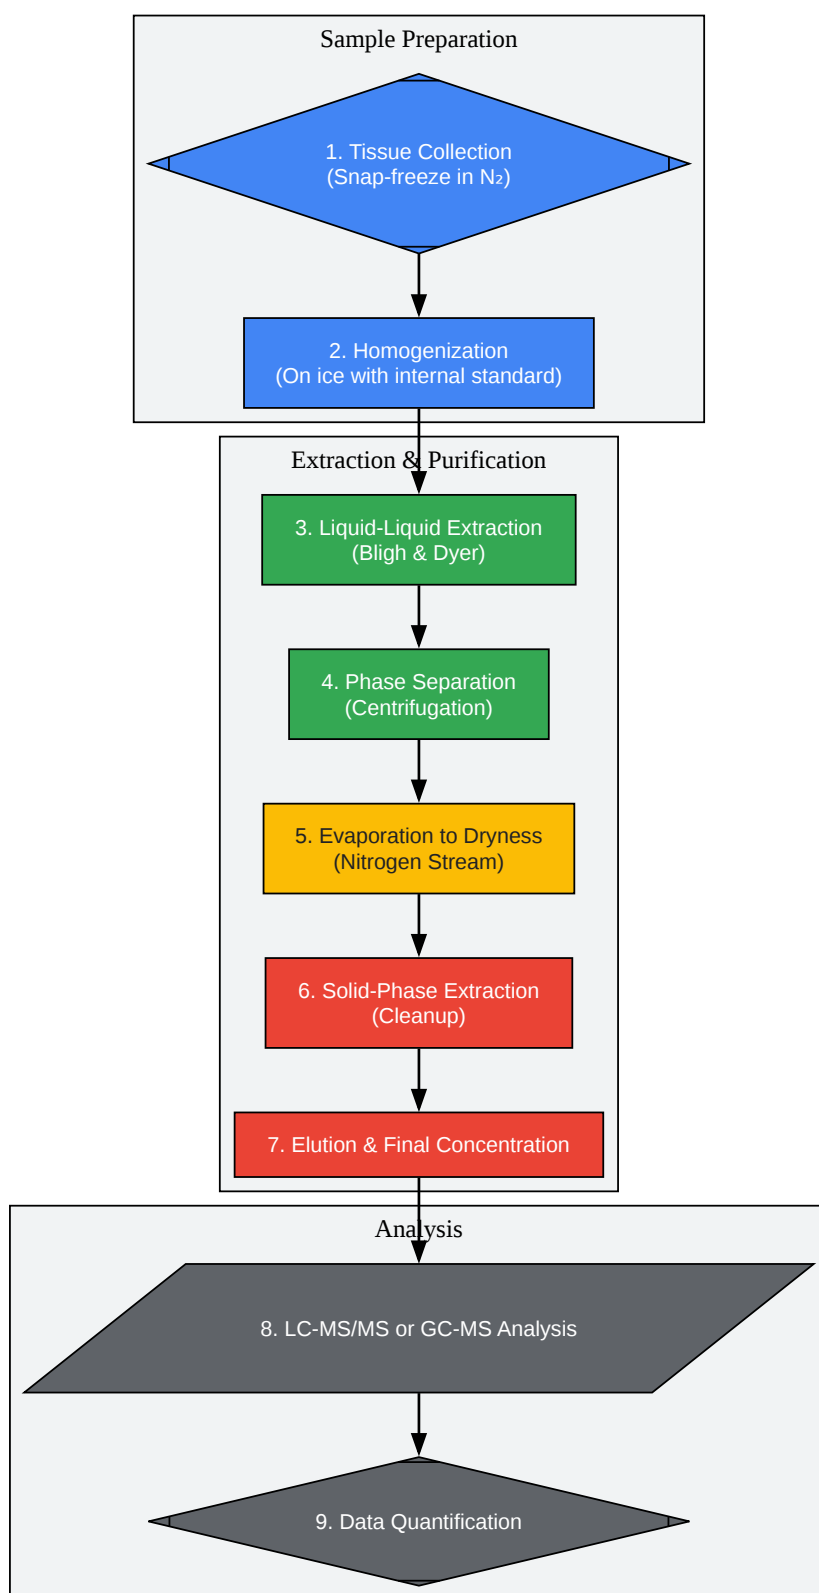 Sample Preparation
1. Tissue Collection
(Snap-freeze in N₂)
2. Homogenization
(On ice with internal standard)
Extraction & Purification
3. Liquid-Liquid Extraction
(Bligh & Dyer)
4. Phase Separation
(Centrifugation)
5. Evaporation to Dryness
(Nitrogen Stream)
6. Solid-Phase Extraction
(Cleanup)
7. Elution & Final Concentration
Analysis
8. LC-MS/MS or GC-MS Analysis
9. Data Quantification